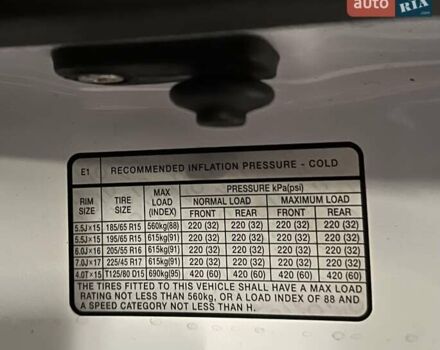 auto RIA
E1 RECOMMENDED INFLATION PRESSURE - COLD
RIM SIZE TIRE SIZE MAX LOAD (INDEX) PRESSURE kPa(psi)
NORMAL LOAD MAXIMUM LOAD
FRONT REAR FRONT REAR
5.5J×15 185/65 R15 560kg(88) 220 (32) 220 (32) 220 (32) 220 (32)
5.5J×15 195/65 R15 615kg(91) 220 (32) 220 (32) 220 (32) 220 (32)
6.0J×16 205/55 R16 615kg(91) 220 (32) 220 (32) 220 (32) 220 (32)
7.0J×17 225/45 R17 615kg(91) 220 (32) 220 (32) 220 (32) 220 (32)
4.0T×15 T125/80 D15 690kg(95) 420 (60) 420 (60) 420 (60) 420 (60)
THE TIRES FITTED TO THIS VEHICLE SHALL HAVE A MAX LOAD
RATING NOT LESS THAN 560kg, OR A LOAD INDEX OF 88 AND
A SPEED CATEGORY NOT LESS THAN H.